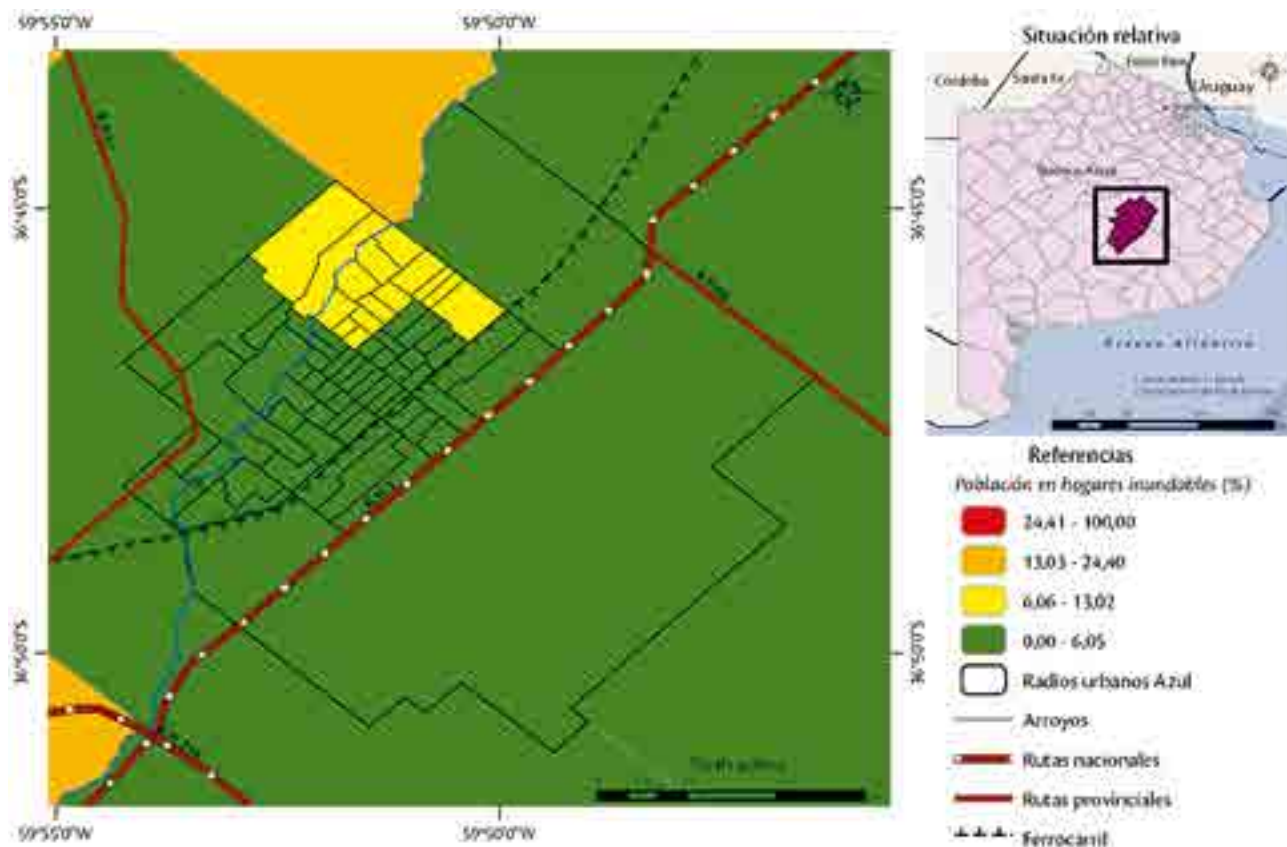 59°55'0"W
59°50'0"W
36°45'0"S
36°45'0"S
36°50'0"S
36°50'0"S
59°55'0"W
59°50'0"W
Situación relativa
Córdoba
Santa Fe
Uruguay
Océano Atlántico
Referencias
Población en hogares inundables (%)
24,41 - 100,00
13,03 - 24,40
6,06 - 13,02
0,00 - 6,05
Radios urbanos Azul
Arroyos
Rutas nacionales
Rutas provinciales
Ferrocarril